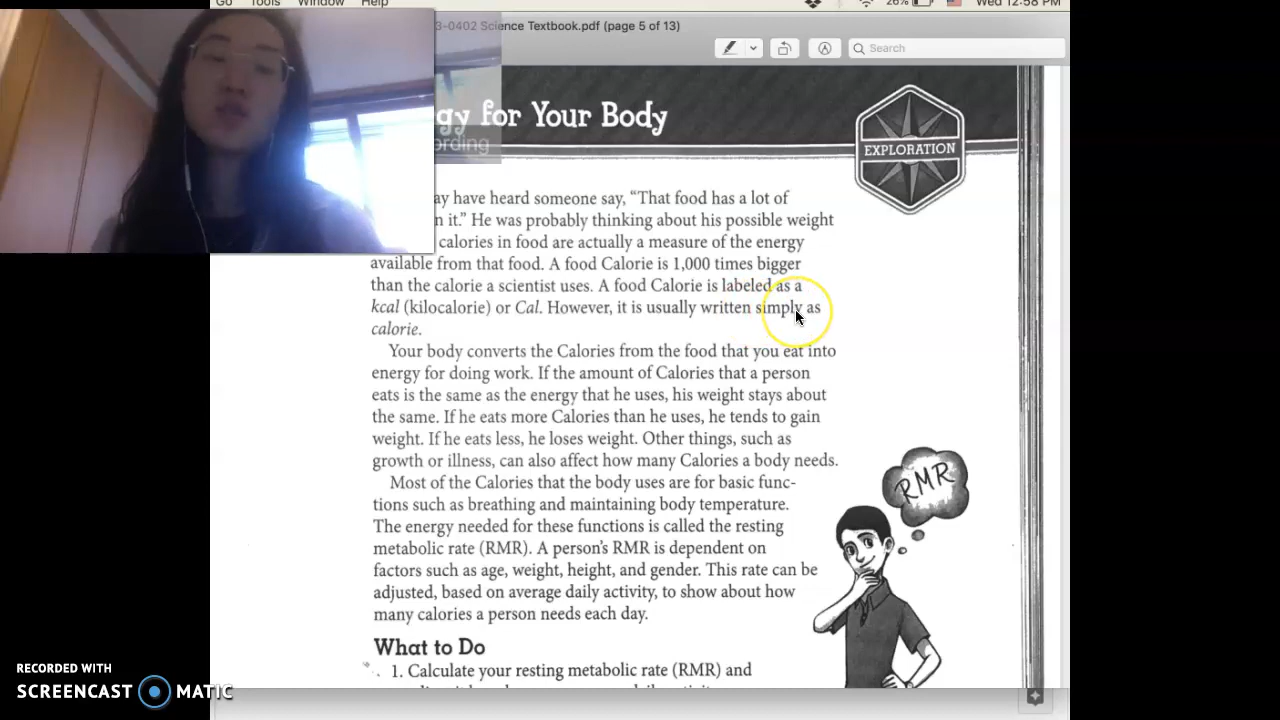 Go Tools Window Help
26% Wed 12:58 PM
3-0402 Science Textbook.pdf (page 5 of 13)
Search
gy for Your Body
ording
EXPLORATION
ay have heard someone say, “That food has a lot of
n it.” He was probably thinking about his possible weight
calories in food are actually a measure of the energy
available from that food. A food Calorie is 1,000 times bigger
than the calorie a scientist uses. A food Calorie is labeled as a
kcal (kilocalorie) or Cal. However, it is usually written simply as
calorie.
Your body converts the Calories from the food that you eat into
energy for doing work. If the amount of Calories that a person
eats is the same as the energy that he uses, his weight stays about
the same. If he eats more Calories than he uses, he tends to gain
weight. If he eats less, he loses weight. Other things, such as
growth or illness, can also affect how many Calories a body needs.
Most of the Calories that the body uses are for basic func-
tions such as breathing and maintaining body temperature.
The energy needed for these functions is called the resting
metabolic rate (RMR). A person’s RMR is dependent on
factors such as age, weight, height, and gender. This rate can be
adjusted, based on average daily activity, to show about how
many calories a person needs each day.
RMR
What to Do
1. Calculate your resting metabolic rate (RMR) and
RECORDED WITH
SCREENCAST MATIC